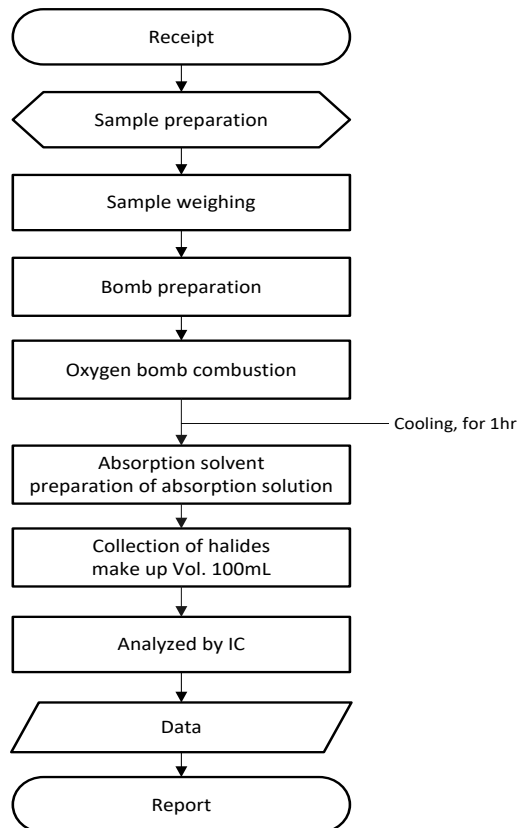 Receipt
Sample preparation
Sample weighing
Bomb preparation
Oxygen bomb combustion
Cooling, for 1hr
Absorption solvent
preparation of absorption solution
Collection of halides
make up Vol. 100mL
Analyzed by IC
Data
Report